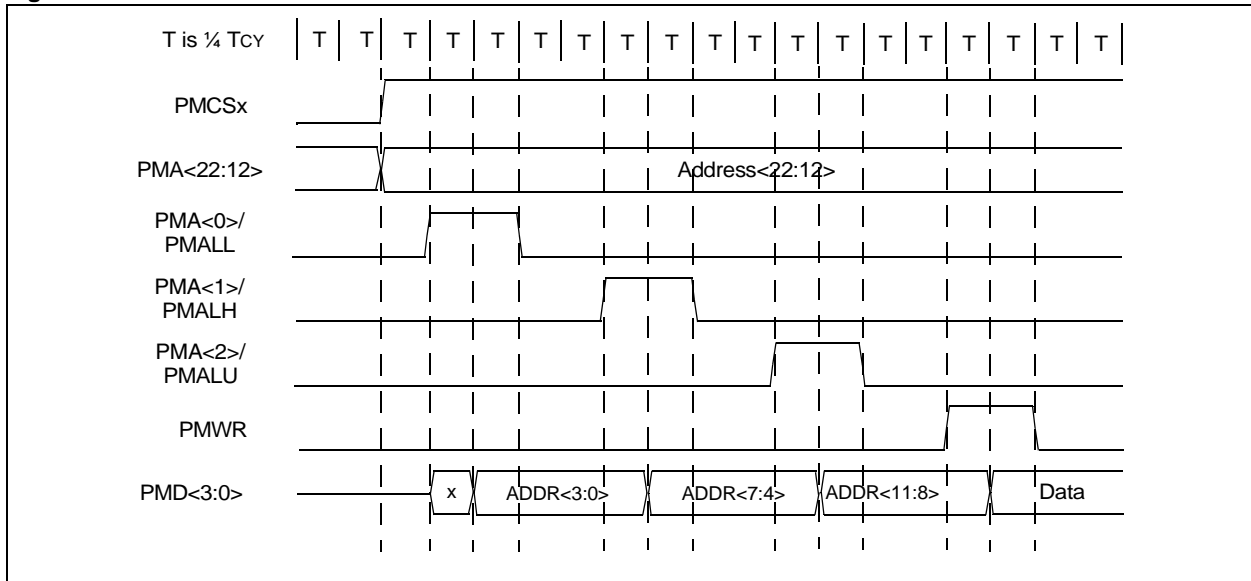 T is ¼ TCY T T T T T T T T T T T T T T T T T T T
PMCSx
PMA<22:12> Address<22:12>
PMA<0>/
PMALL
PMA<1>/
PMALH
PMA<2>/
PMALU
PMWR
PMD<3:0> x ADDR<3:0> ADDR<7:4> ADDR<11:8> Data